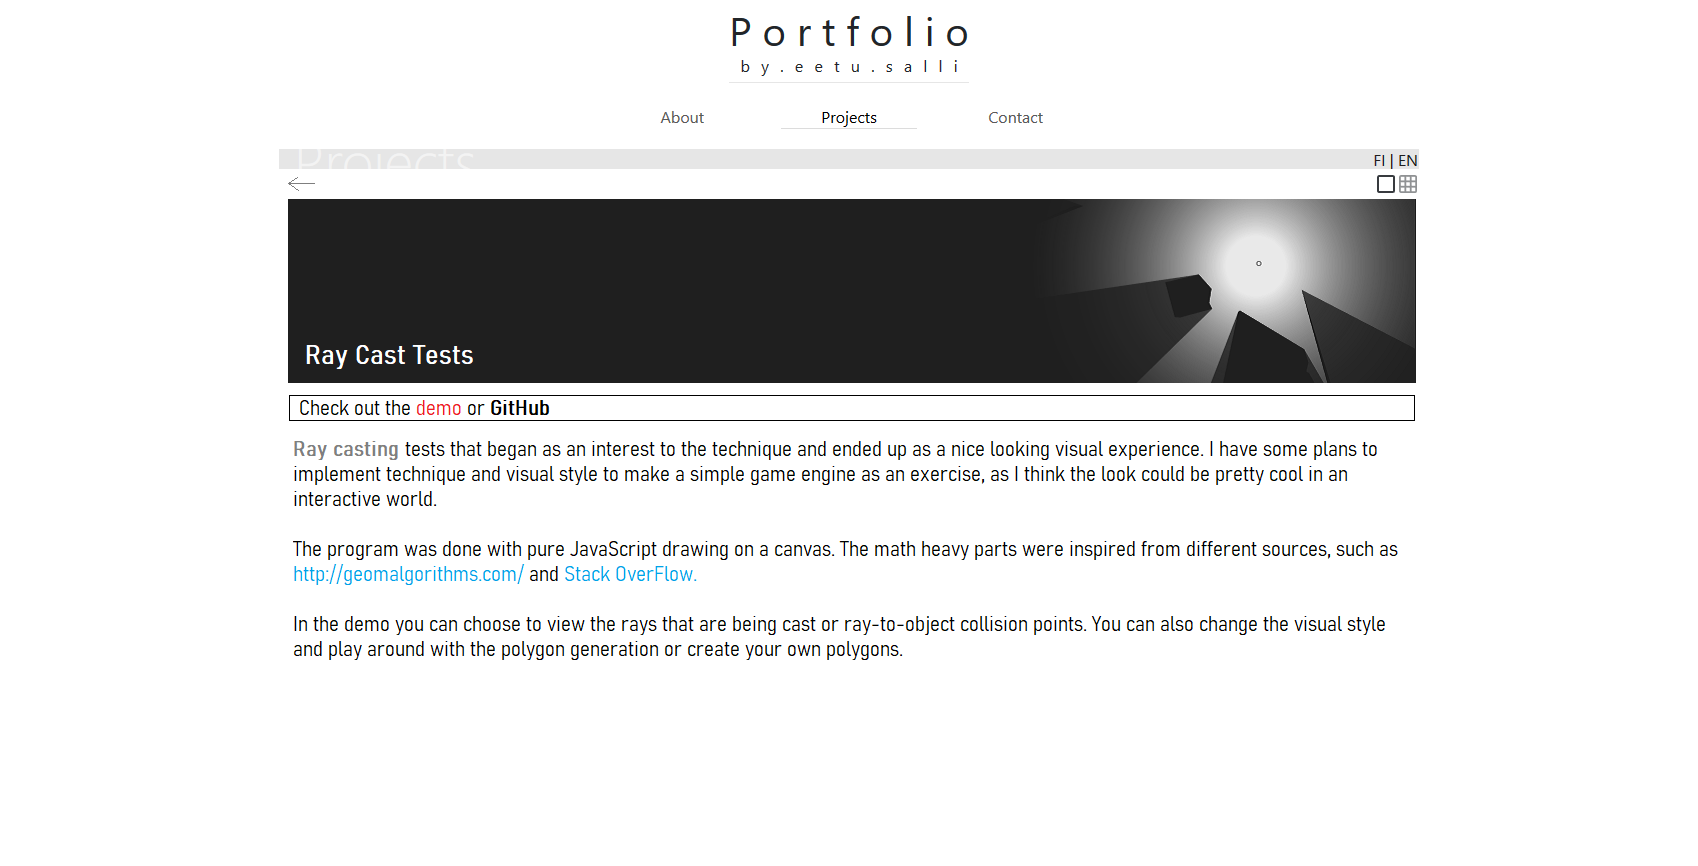 Portfolio
by.eetu.salli
About Projects Contact
Projects
FI | EN
Ray Cast Tests
Check out the demo or GitHub
Ray casting tests that began as an interest to the technique and ended up as a nice looking visual experience. I have some plans to
implement technique and visual style to make a simple game engine as an exercise, as I think the look could be pretty cool in an
interactive world.
The program was done with pure JavaScript drawing on a canvas. The math heavy parts were inspired from different sources, such as
http://geomalgorithms.com/ and Stack OverFlow.
In the demo you can choose to view the rays that are being cast or ray-to-object collision points. You can also change the visual style
and play around with the polygon generation or create your own polygons.